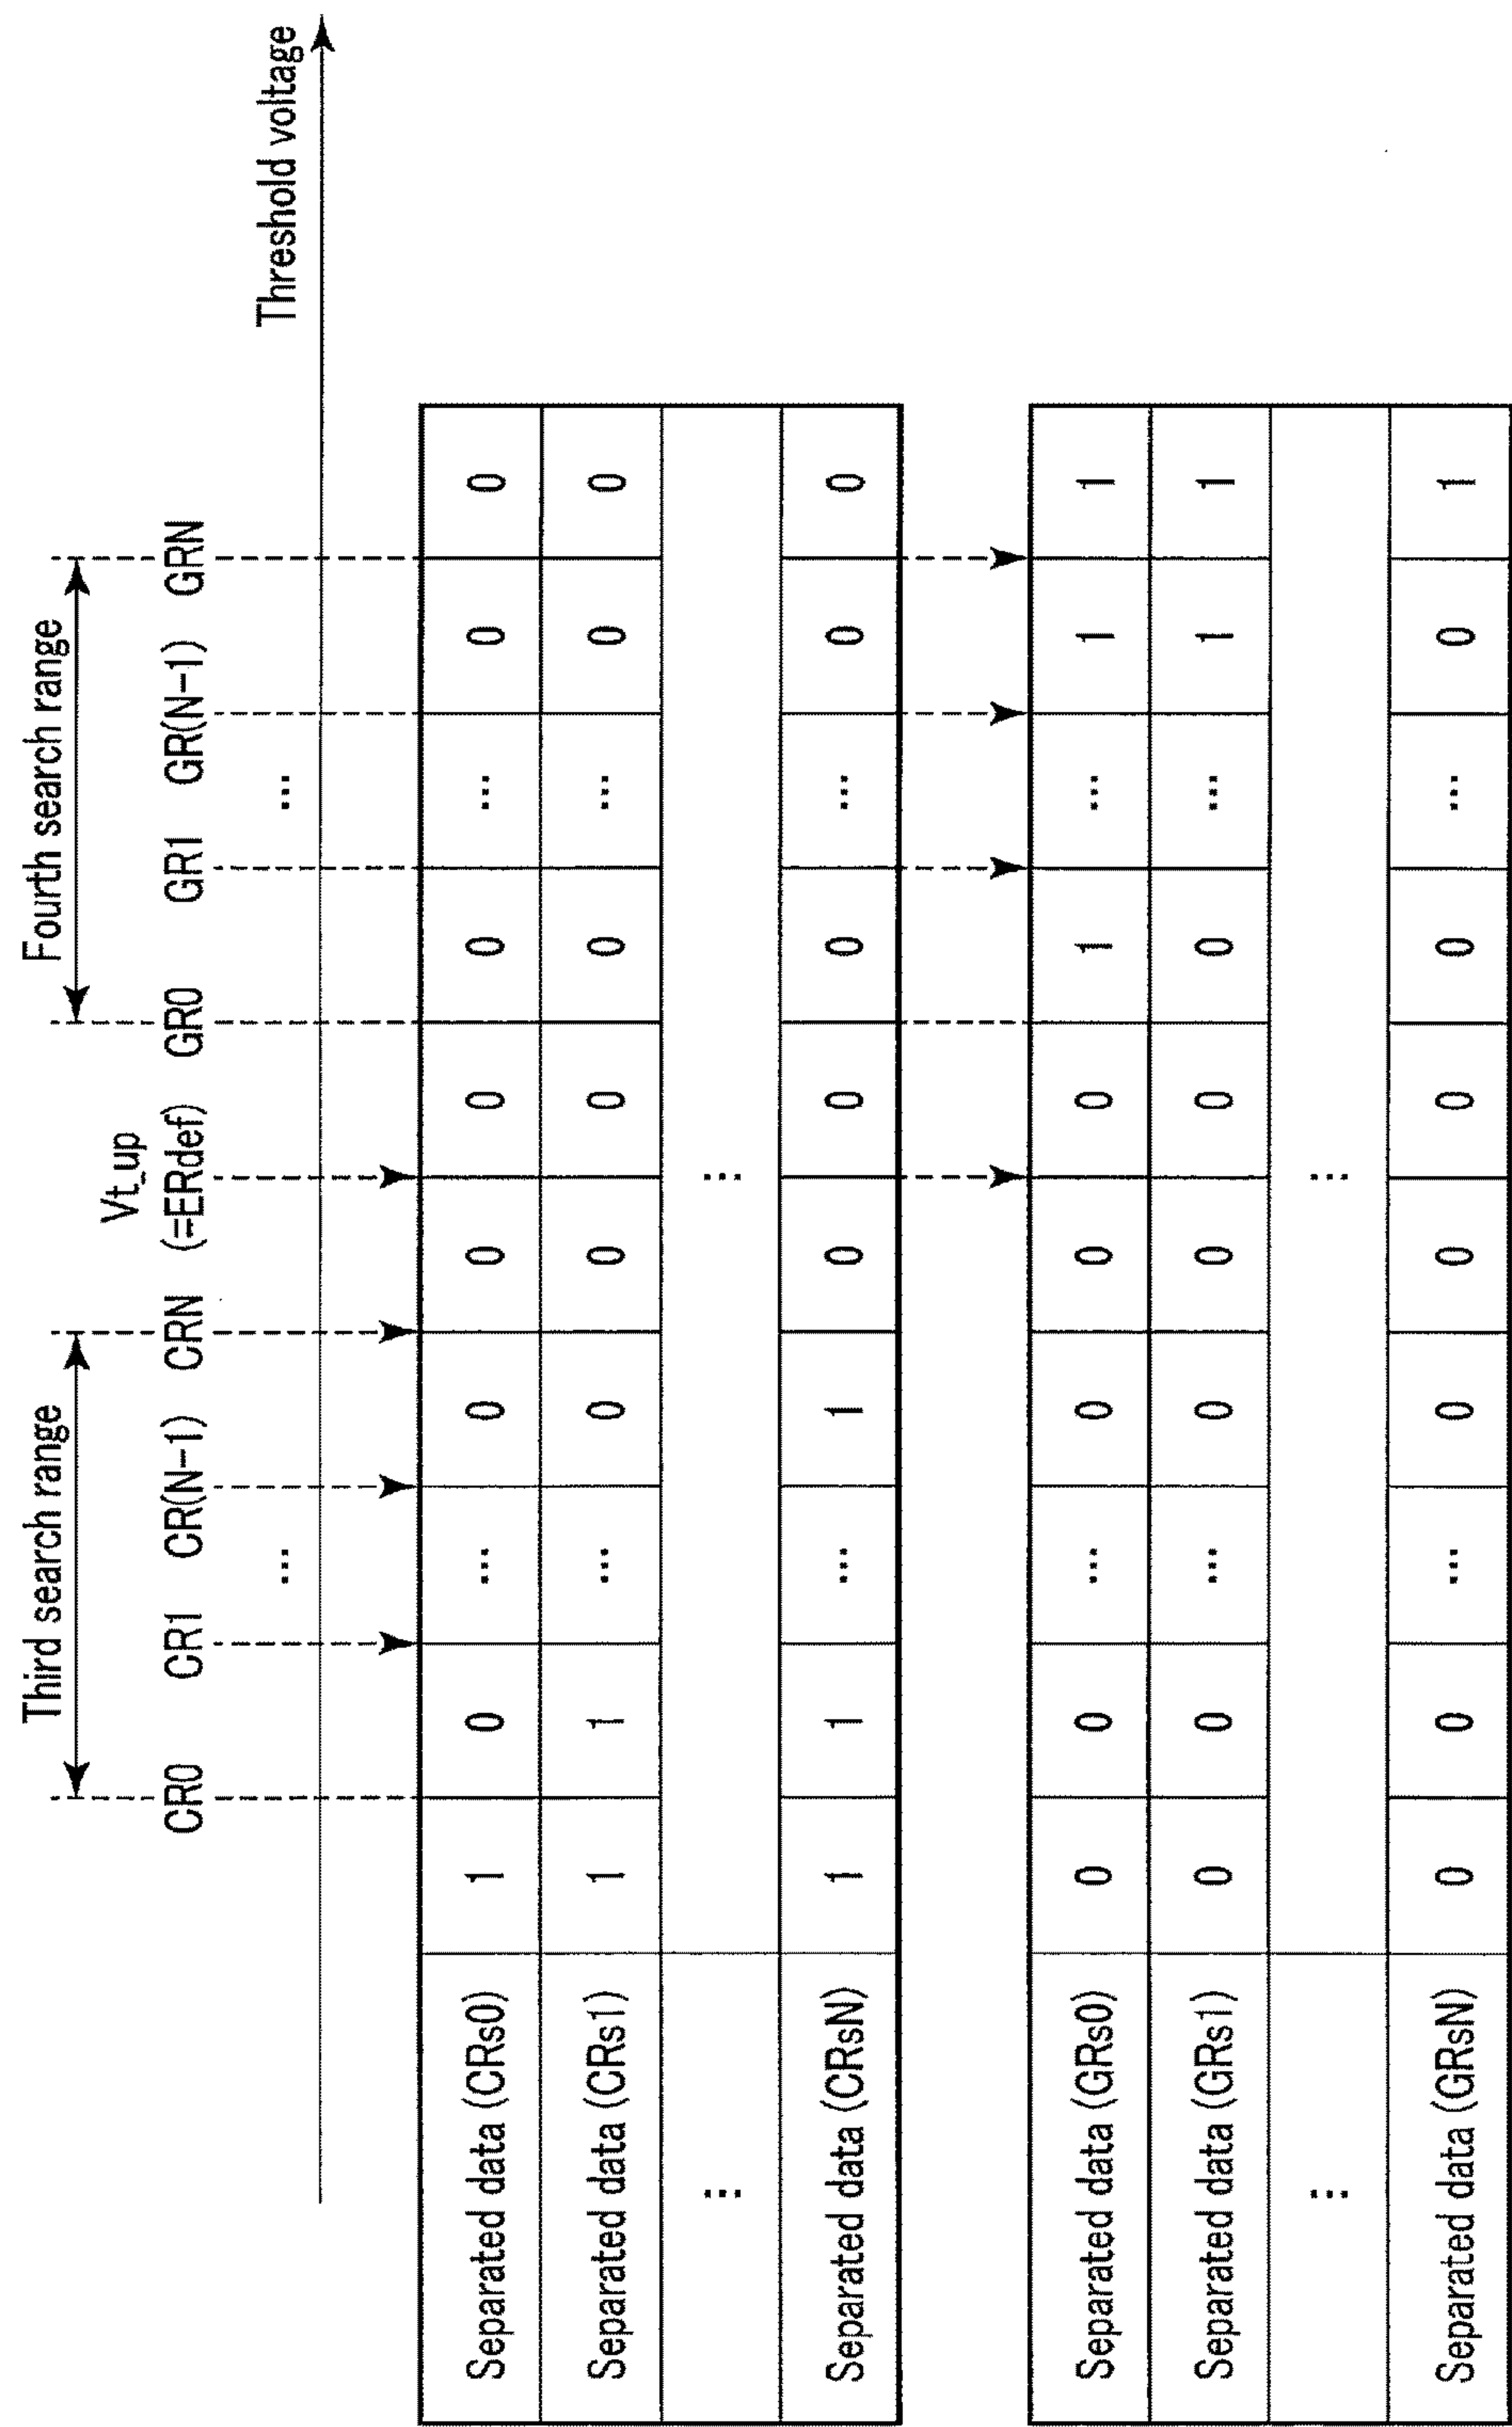 Third search range Fourth search range
Vt_up
CR0 CR1 CR(N-1) CRN (=ERdef) GR0 GR1 GR(N-1) GRN
Threshold voltage
... ...
Separated data (CRs0) 1 0 ... 0 0 0 0 ... 0 0
Separated data (CRs1) 1 1 ... 0 0 0 0 ... 0 0
... ...
Separated data (CRsN) 1 1 ... 1 0 0 0 ... 0 0
Separated data (GRs0) 0 0 ... 0 0 0 1 ... 1 1
Separated data (GRs1) 0 0 ... 0 0 0 0 ... 1 1
... ...
Separated data (GRsN) 0 0 ... 0 0 0 0 ... 0 1